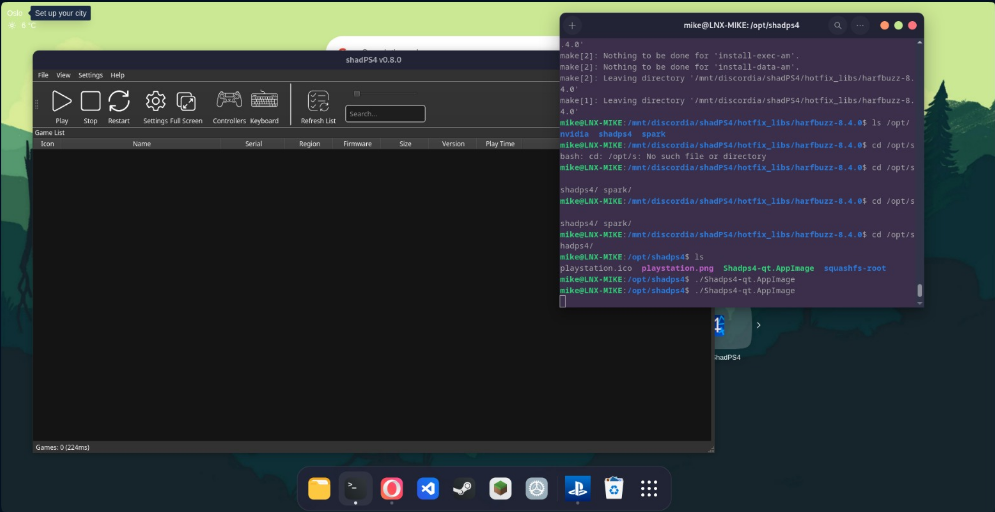 Oslo
Set up your city
shadPS4 v0.8.0
File View Settings Help
Play Stop Restart Settings Full Screen Controllers Keyboard Refresh List
Search...
Game List
Icon Name Serial Region Firmware Size Version Play Time
Games: 0 (224ms)
mike@LNX-MIKE: /opt/shadps4
.4.0'
make[2]: Nothing to be done for 'install-exec-am'.
make[2]: Nothing to be done for 'install-data-am'.
make[2]: Leaving directory '/mnt/discordia/shadPS4/hotfix_libs/harfbuzz-8.
4.0'
make[1]: Leaving directory '/mnt/discordia/shadPS4/hotfix_libs/harfbuzz-8.
4.0'
mike@LNX-MIKE:/mnt/discordia/shadPS4/hotfix_libs/harfbuzz-8.4.0$ ls /opt/
nvidia shadps4 spark
mike@LNX-MIKE:/mnt/discordia/shadPS4/hotfix_libs/harfbuzz-8.4.0$ cd /opt/s
bash: cd: /opt/s: No such file or directory
mike@LNX-MIKE:/mnt/discordia/shadPS4/hotfix_libs/harfbuzz-8.4.0$ cd /opt/s
shadps4/ spark/
mike@LNX-MIKE:/mnt/discordia/shadPS4/hotfix_libs/harfbuzz-8.4.0$ cd /opt/s
shadps4/ spark/
mike@LNX-MIKE:/mnt/discordia/shadPS4/hotfix_libs/harfbuzz-8.4.0$ cd /opt/s
hadps4/
mike@LNX-MIKE:/opt/shadps4$ ls
playstation.ico playstation.png Shadps4-qt.AppImage squashfs-root
mike@LNX-MIKE:/opt/shadps4$ ./Shadps4-qt.AppImage
mike@LNX-MIKE:/opt/shadps4$ ./Shadps4-qt.AppImage
hadPS4